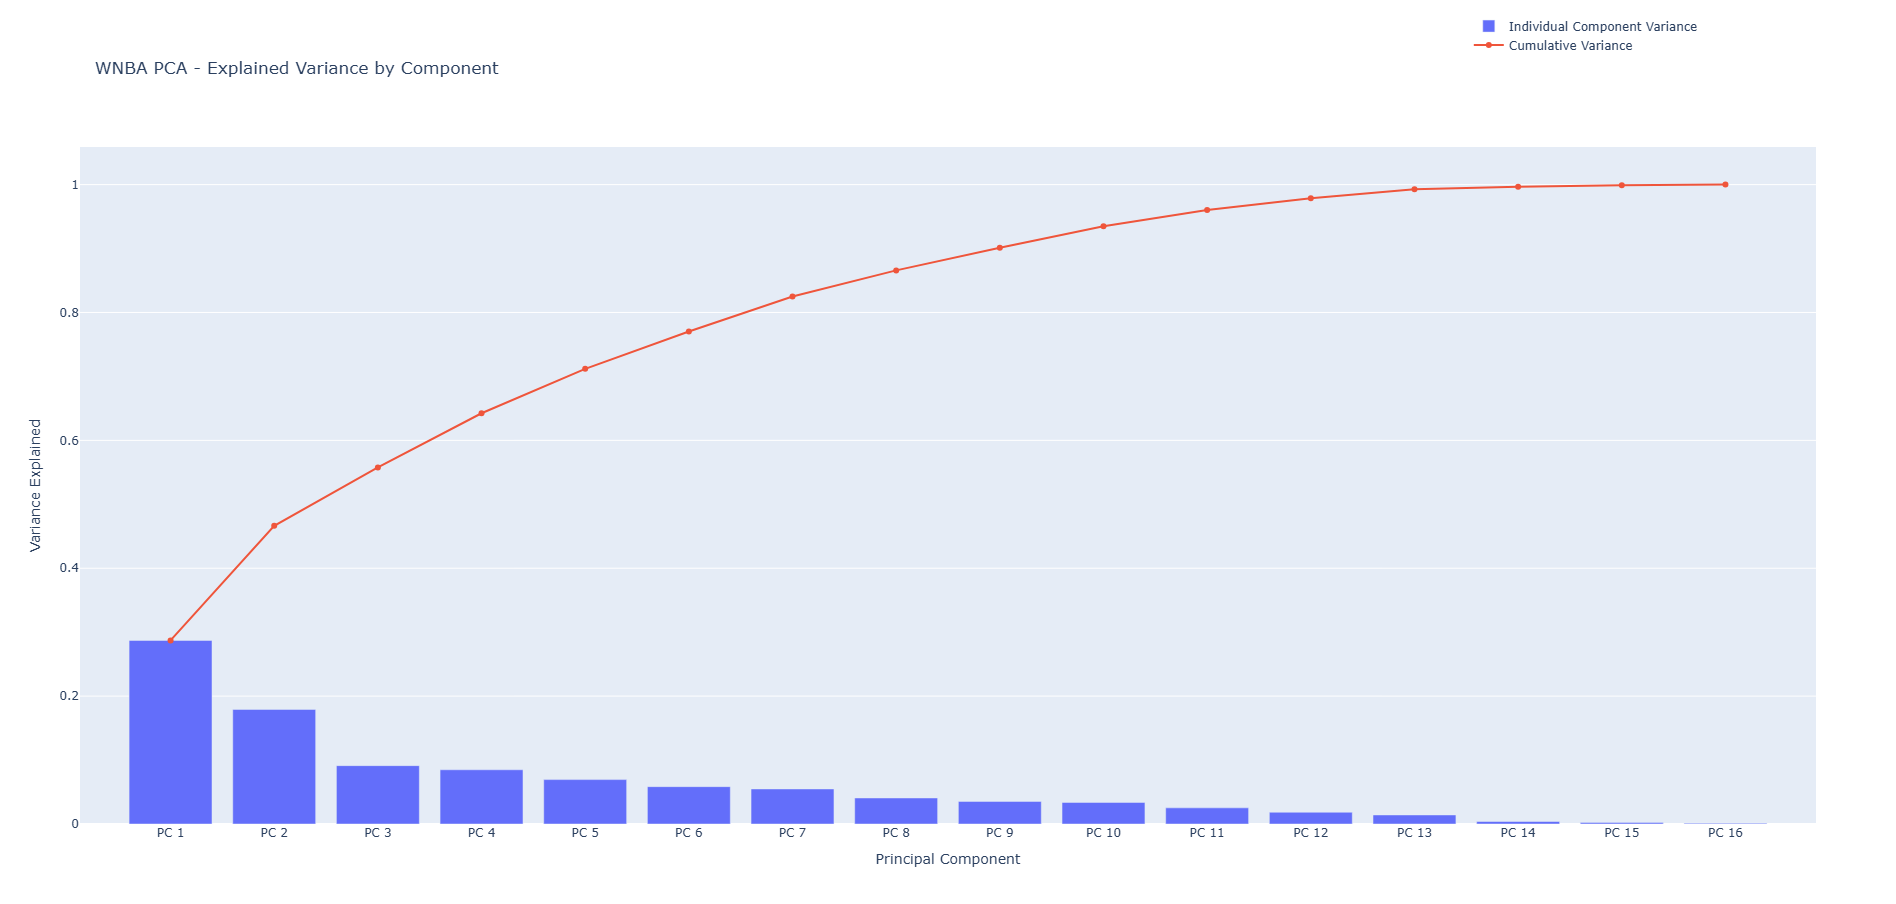 Individual Component Variance
Cumulative Variance
WNBA PCA - Explained Variance by Component
1
0.8
0.6
0.4
0.2
0
Variance Explained
PC 1 PC 2 PC 3 PC 4 PC 5 PC 6 PC 7 PC 8 PC 9 PC 10 PC 11 PC 12 PC 13 PC 14 PC 15 PC 16
Principal Component